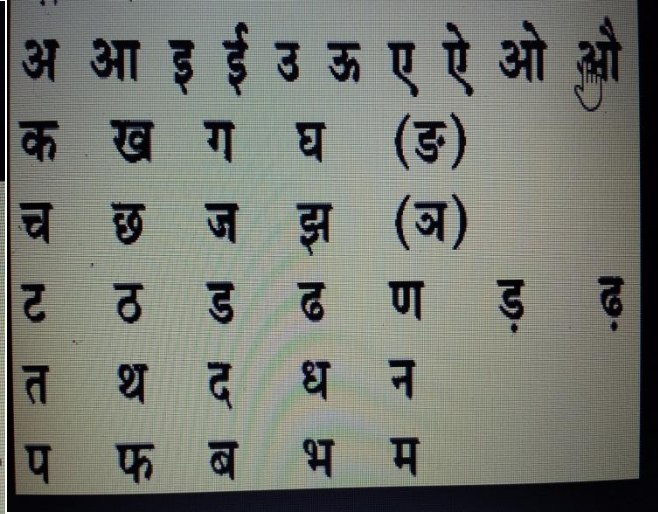 अ आ इ ई उ ऊ ए ऐ ओ औ
क ख ग घ (ङ)
च छ ज झ (ञ)
ट ठ ड ढ ण ड़ ढ़
त थ द ध न
प फ ब भ म